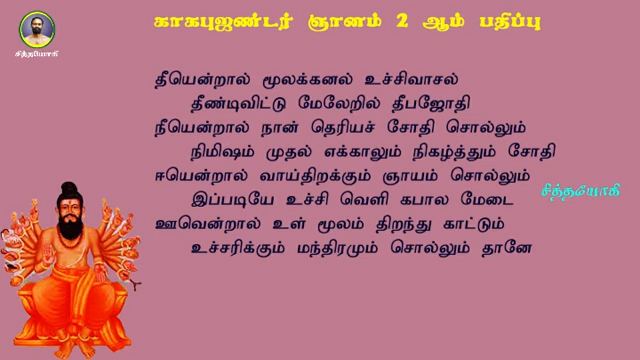 காகபுஜண்டர் ஞானம் 2 ஆம் பதிப்பு
சித்தயோகி
தீயென்றால் மூலக்கனல் உச்சிவாசல்
தீண்டிவிட்டு மேலேறில் தீபஜோதி
நீயென்றால் நான் தெரியச் சோதி சொல்லும்
நிமிஷம் முதல் எக்காலும் நிகழ்த்தும் சோதி
ஈயென்றால் வாய்திறக்கும் ஞாயம் சொல்லும்
சித்தயோகி
இப்படியே உச்சி வெளி கபால மேடை
ஊவென்றால் உள் மூலம் திறந்து காட்டும்
உச்சரிக்கும் மந்திரமும் சொல்லும் தானே